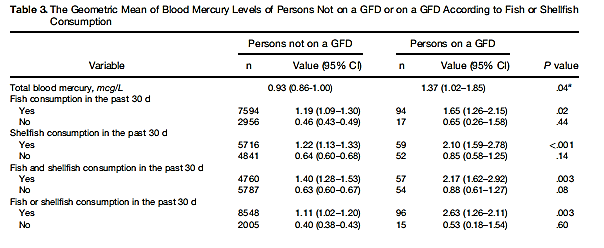 Table 3. The Geometric Mean of Blood Mercury Levels of Persons Not on a GFD or on a GFD According to Fish or Shellfish
Consumption
Persons not on a GFD Persons on a GFD
Variable n Value (95% CI) n Value (95% CI) P value
Total blood mercury, mcg/L 0.93 (0.86-1.00) 1.37 (1.02–1.85) .04a
Fish consumption in the past 30 d
Yes 7594 1.19 (1.09–1.30) 94 1.65 (1.26–2.15) .02
No 2956 0.46 (0.43–0.49) 17 0.65 (0.26–1.58) .44
Shellfish consumption in the past 30 d
Yes 5716 1.22 (1.13–1.33) 59 2.10 (1.59–2.78) <.001
No 4841 0.64 (0.60–0.68) 52 0.85 (0.58–1.25) .14
Fish and shellfish consumption in the past 30 d
Yes 4760 1.40 (1.28–1.53) 57 2.17 (1.62–2.92) .003
No 5787 0.63 (0.60–0.67) 54 0.88 (0.61–1.27) .08
Fish or shellfish consumption in the past 30 d
Yes 8548 1.11 (1.02–1.20) 96 2.63 (1.26–2.11) .003
No 2005 0.40 (0.38–0.43) 15 0.53 (0.18–1.54) .60